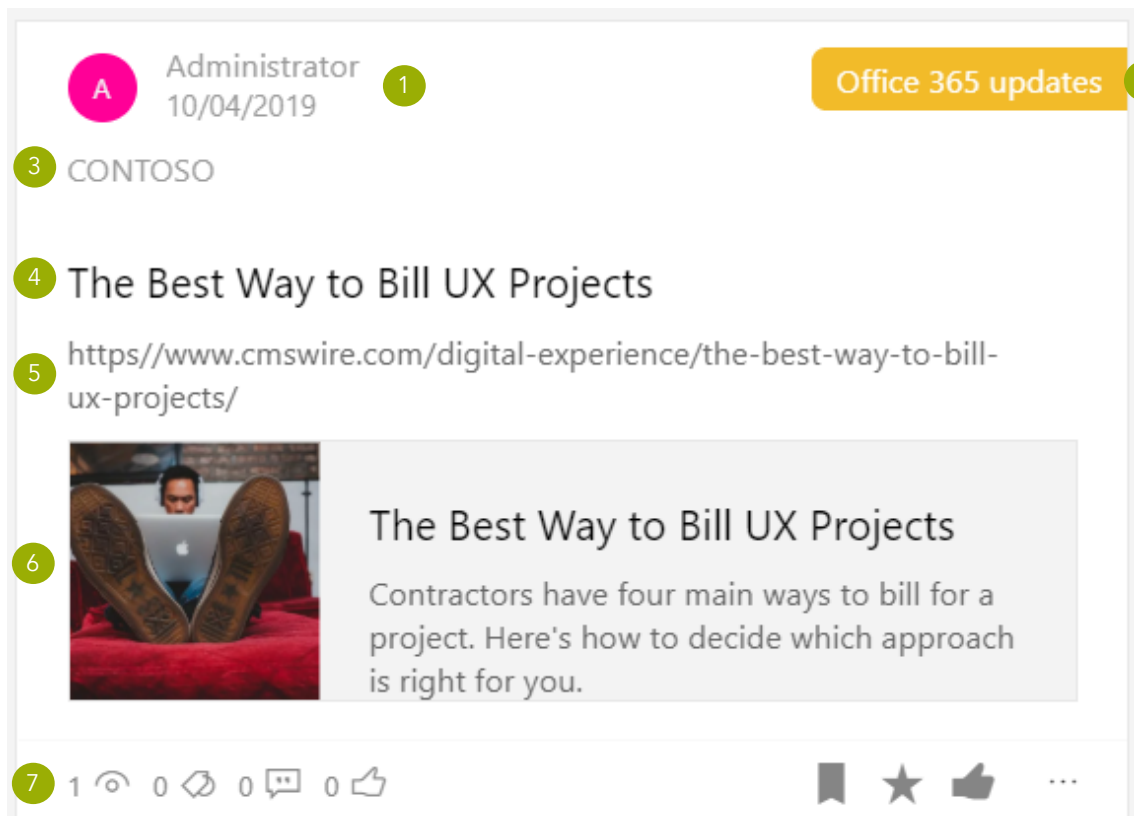 A
Administrator
10/04/2019
1
Office 365 updates
3
CONTOSO
4
The Best Way to Bill UX Projects
5
https//www.cmswire.com/digital-experience/the-best-way-to-bill-
ux-projects/
6
The Best Way to Bill UX Projects
Contractors have four main ways to bill for a
project. Here's how to decide which approach
is right for you.
7
1 0 0 0 ...